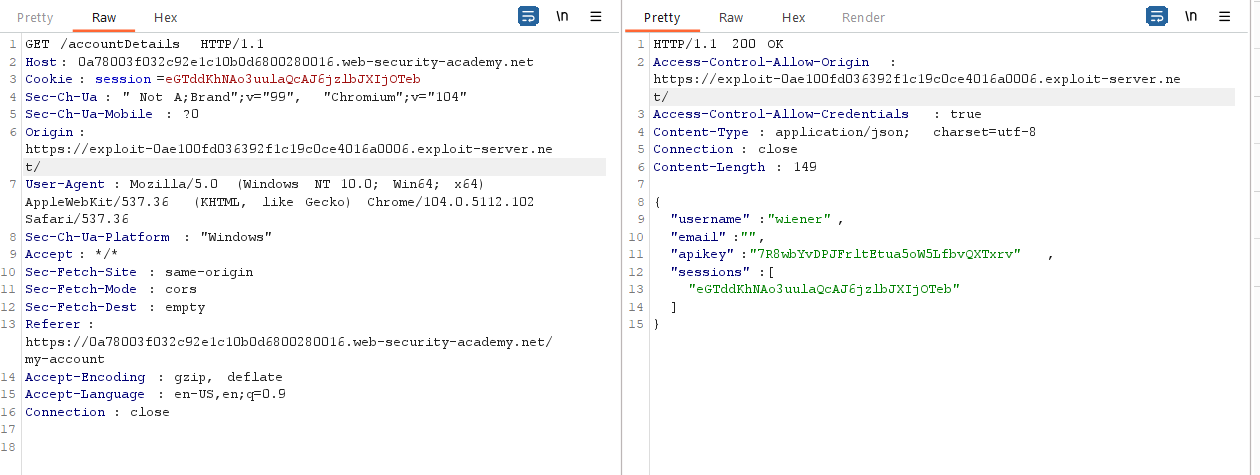 Pretty Raw Hex \n
1 GET /accountDetails HTTP/1.1
2 Host : 0a78003f032c92e1c10b0d6800280016.web-security-academy.net
3 Cookie : session =eGTddKhNAo3uulaQcAJ6jzlbJXIjOTeb
4 Sec-Ch-Ua : " Not A;Brand";v="99", "Chromium";v="104"
5 Sec-Ch-Ua-Mobile : ?0
6 Origin :
https://exploit-0ae100fd036392f1c19c0ce4016a0006.exploit-server.ne
t/
7 User-Agent : Mozilla/5.0 (Windows NT 10.0; Win64; x64)
AppleWebKit/537.36 (KHTML, like Gecko) Chrome/104.0.5112.102
Safari/537.36
8 Sec-Ch-Ua-Platform : "Windows"
9 Accept : */*
10 Sec-Fetch-Site : same-origin
11 Sec-Fetch-Mode : cors
12 Sec-Fetch-Dest : empty
13 Referer :
https://0a78003f032c92e1c10b0d6800280016.web-security-academy.net/
my-account
14 Accept-Encoding : gzip, deflate
15 Accept-Language : en-US,en;q=0.9
16 Connection : close
17
18
Pretty Raw Hex Render \n
1 HTTP/1.1 200 OK
2 Access-Control-Allow-Origin :
https://exploit-0ae100fd036392f1c19c0ce4016a0006.exploit-server.ne
t/
3 Access-Control-Allow-Credentials : true
4 Content-Type : application/json; charset=utf-8
5 Connection : close
6 Content-Length : 149
7
8 {
9 "username" :"wiener" ,
10 "email" :"",
11 "apikey" :"7R8wbYvDPJFrltEtua5oW5LfbvQXTxrv" ,
12 "sessions" :[
13 "eGTddKhNAo3uulaQcAJ6jzlbJXIjOTeb"
14 ]
15 }